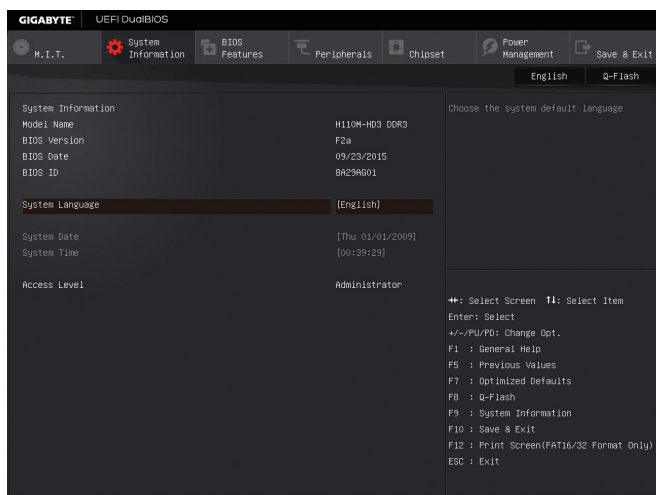 GIGABYTE™ UEFI DualBIOS
M.I.T.
System Information
BIOS Features
Peripherals
Chipset
Power Management
Save & Exit
English Q-Flash
System Information
Model Name H110M-HD3 DDR3
BIOS Version F2a
BIOS Date 09/23/2015
BIOS ID 8A29AG01
System Language [English]
System Date [Thu 01/01/2009]
System Time [00:39:29]
Access Level Administrator
Choose the system default language
→←: Select Screen ↑↓: Select Item
Enter: Select
+/-/PU/PD: Change Opt.
F1 : General Help
F5 : Previous Values
F7 : Optimized Defaults
F8 : Q-Flash
F9 : System Information
F10 : Save & Exit
F12 : Print Screen(FAT16/32 Format Only)
ESC : Exit